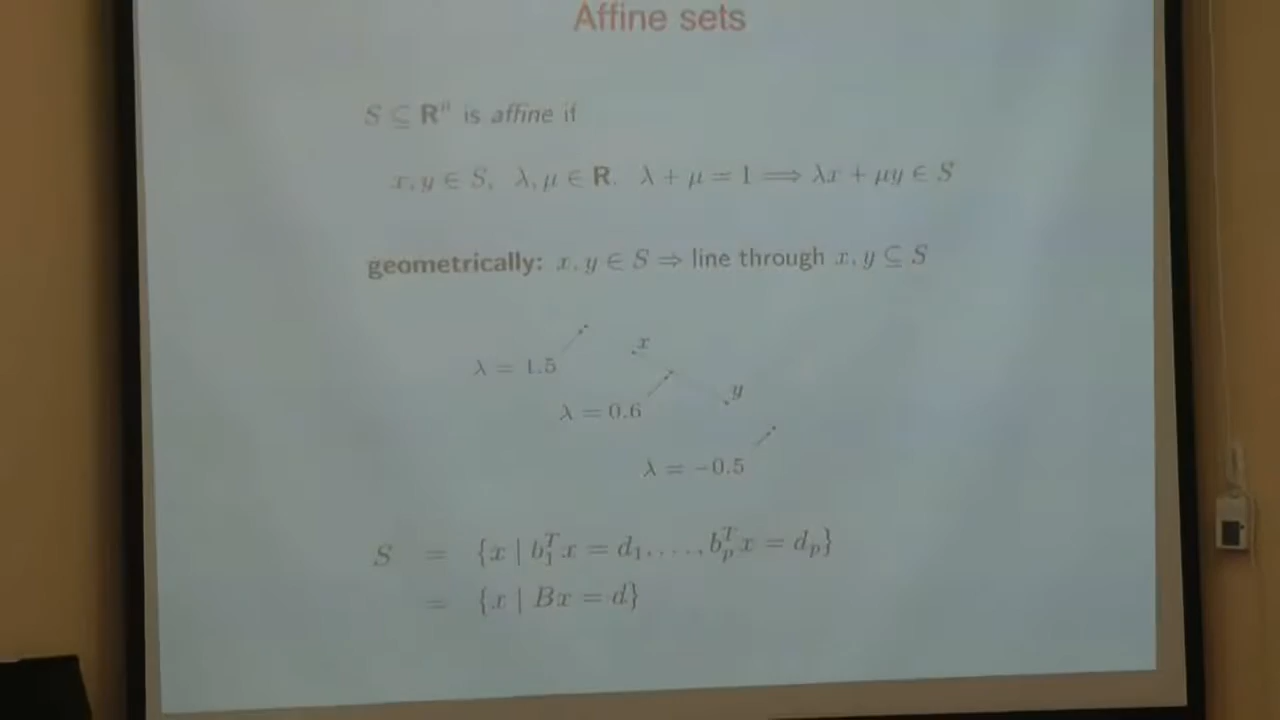 Affine sets
S ⊆ Rⁿ is affine if
x, y ∈ S, λ, μ ∈ R, λ + μ = 1 ⟹ λx + μy ∈ S
geometrically: x, y ∈ S ⇒ line through x, y ⊆ S
x
λ = 1.5
y
λ = 0.6
λ = −0.5
S = {x | b₁ᵀx = d₁, . . . , bₚᵀx = dₚ}
= {x | Bx = d}